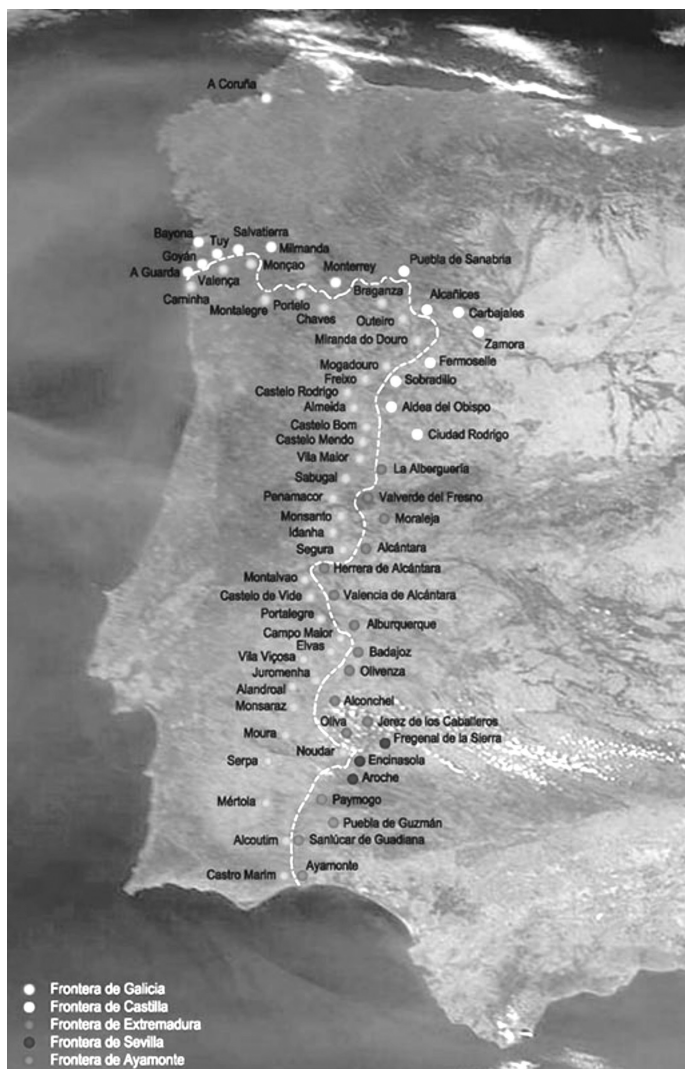 A Coruña
Bayona
Tuy
Salvatierra
Milmanda
Goyán
A Guarda
Valença
Monçao
Monterrey
Puebla de Sanabria
Caminha
Montalegre
Portelo
Chaves
Braganza
Alcañices
Carbajales
Outeiro
Zamora
Miranda do Douro
Mogadouro
Fermoselle
Freixo
Sobradillo
Castelo Rodrigo
Almeida
Aldea del Obispo
Castelo Bom
Castelo Mendo
Ciudad Rodrigo
Vila Maior
La Alberguería
Sabugal
Penamacor
Valverde del Fresno
Monsanto
Moraleja
Idanha
Segura
Alcántara
Herrera de Alcántara
Montalvao
Castelo de Vide
Valencia de Alcántara
Portalegre
Alburquerque
Campo Maior
Elvas
Badajoz
Vila Viçosa
Juromenha
Olivenza
Alandroal
Monsaraz
Alconchel
Oliva
Jerez de los Caballeros
Moura
Fregenal de la Sierra
Noudar
Serpa
Encinasola
Aroche
Mértola
Paymogo
Puebla de Guzmán
Alcoutim
Sanlúcar de Guadiana
Castro Marim
Ayamonte
Frontera de Galicia
Frontera de Castilla
Frontera de Extremadura
Frontera de Sevilla
Frontera de Ayamonte